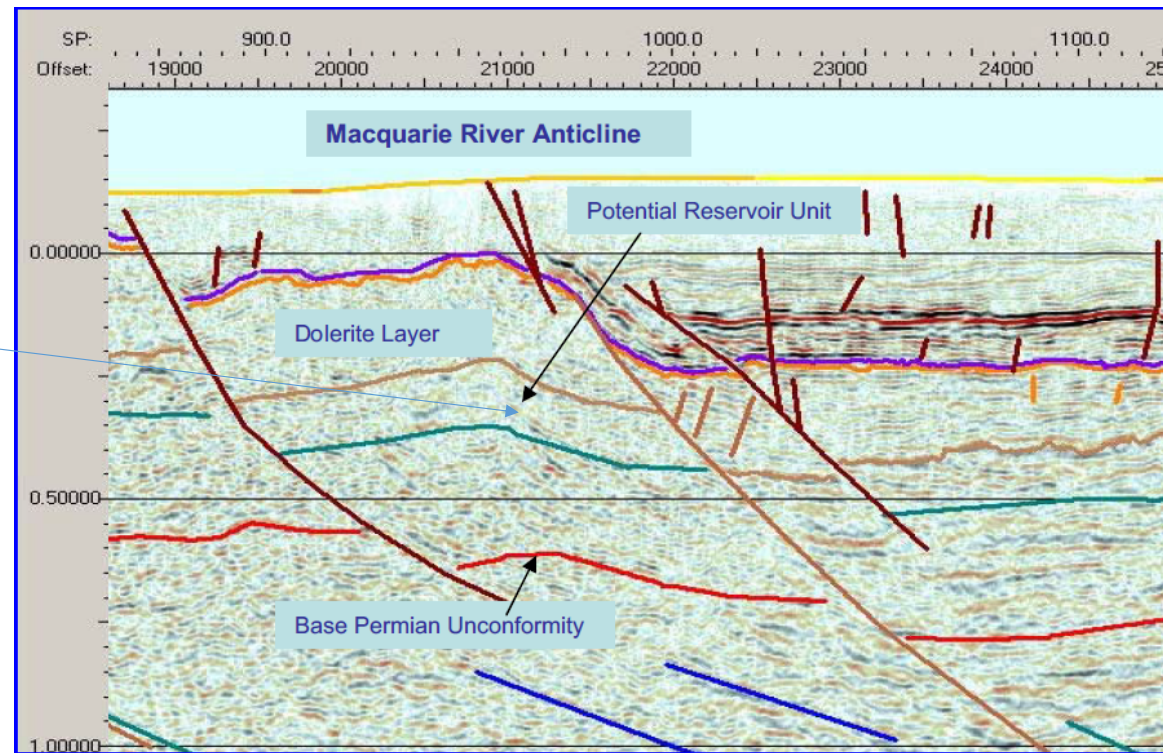 SP: 900.0 1000.0 1100.0
Offset: 19000 20000 21000 22000 23000 24000 25
Macquarie River Anticline
Potential Reservoir Unit
0.00000
Dolerite Layer
0.50000
Base Permian Unconformity
1.00000